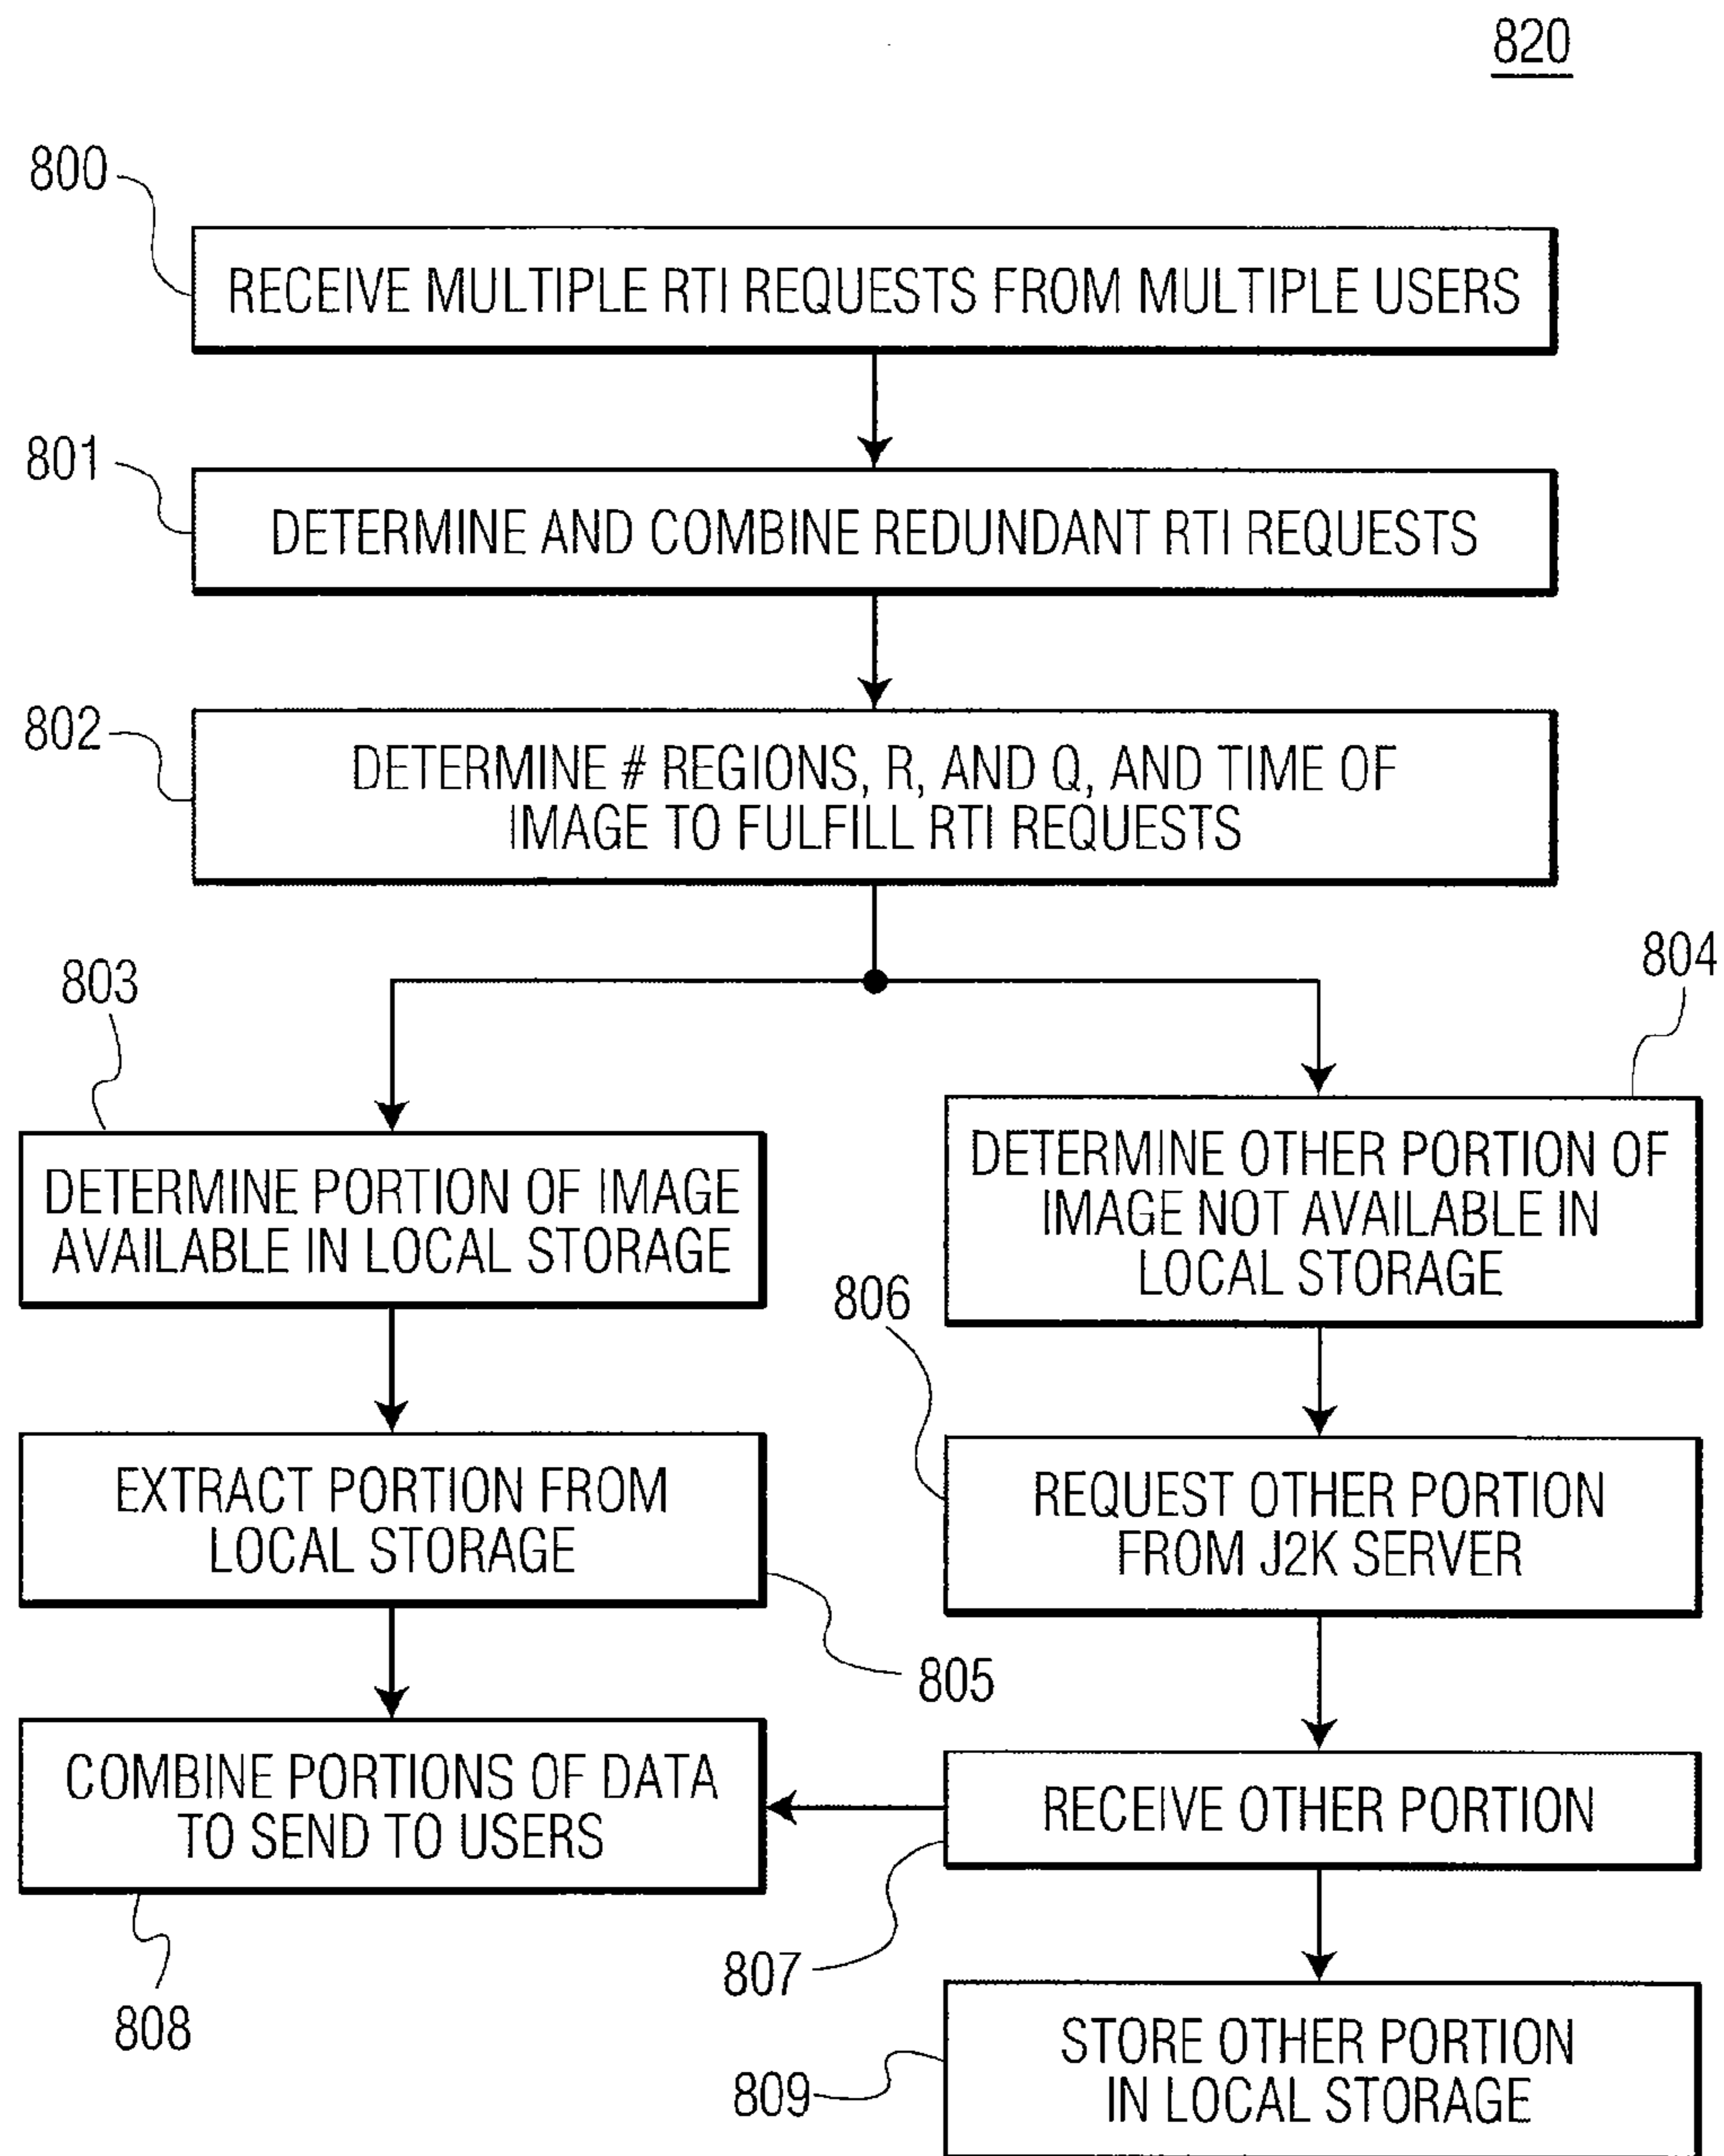 820
800
RECEIVE MULTIPLE RTI REQUESTS FROM MULTIPLE USERS
801
DETERMINE AND COMBINE REDUNDANT RTI REQUESTS
802
DETERMINE # REGIONS, R, AND Q, AND TIME OF
IMAGE TO FULFILL RTI REQUESTS
803
804
DETERMINE PORTION OF IMAGE
AVAILABLE IN LOCAL STORAGE
DETERMINE OTHER PORTION OF
IMAGE NOT AVAILABLE IN
LOCAL STORAGE
806
EXTRACT PORTION FROM
LOCAL STORAGE
REQUEST OTHER PORTION
FROM J2K SERVER
805
COMBINE PORTIONS OF DATA
TO SEND TO USERS
RECEIVE OTHER PORTION
807
808
STORE OTHER PORTION
IN LOCAL STORAGE
809